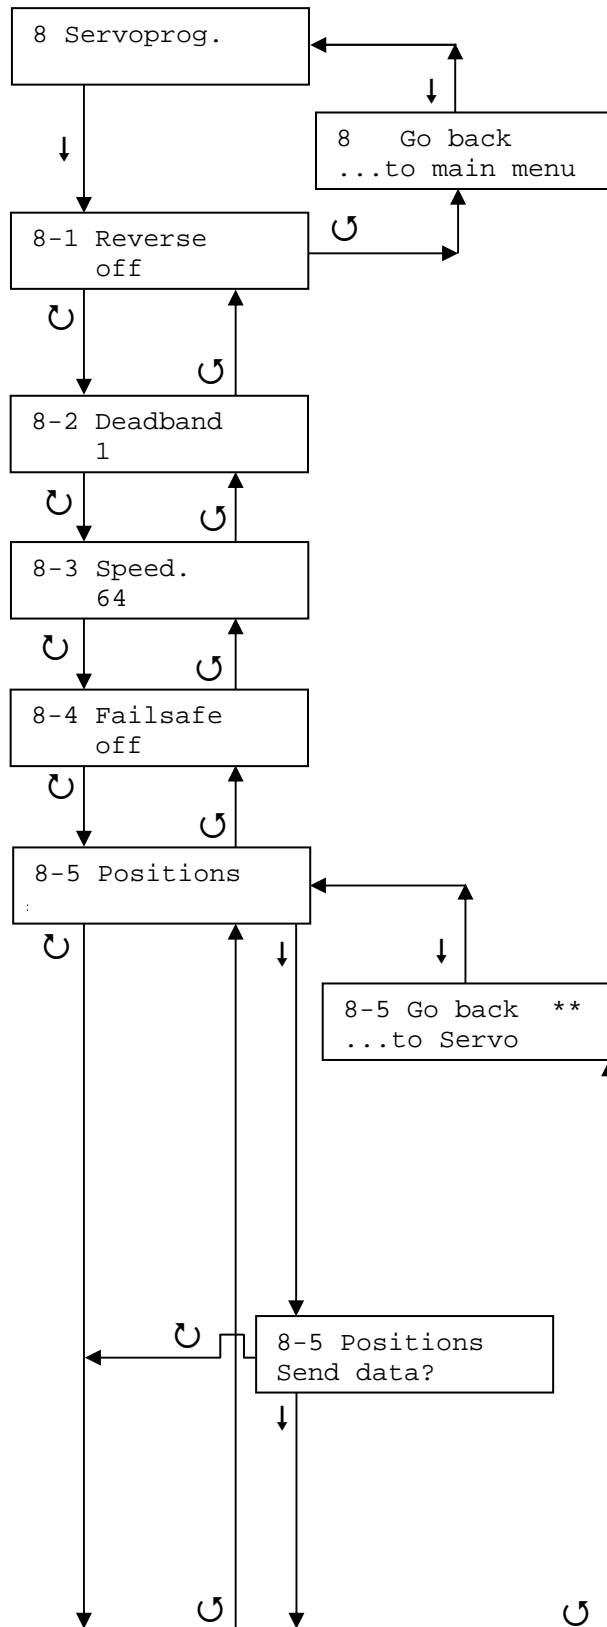 8 Servoprog.
8 Go back
...to main menu
8-1 Reverse
off
8-2 Deadband
1
8-3 Speed.
64
8-4 Failsafe
off
8-5 Positions
:
8-5 Go back **
...to Servo
8-5 Positions
Send data?